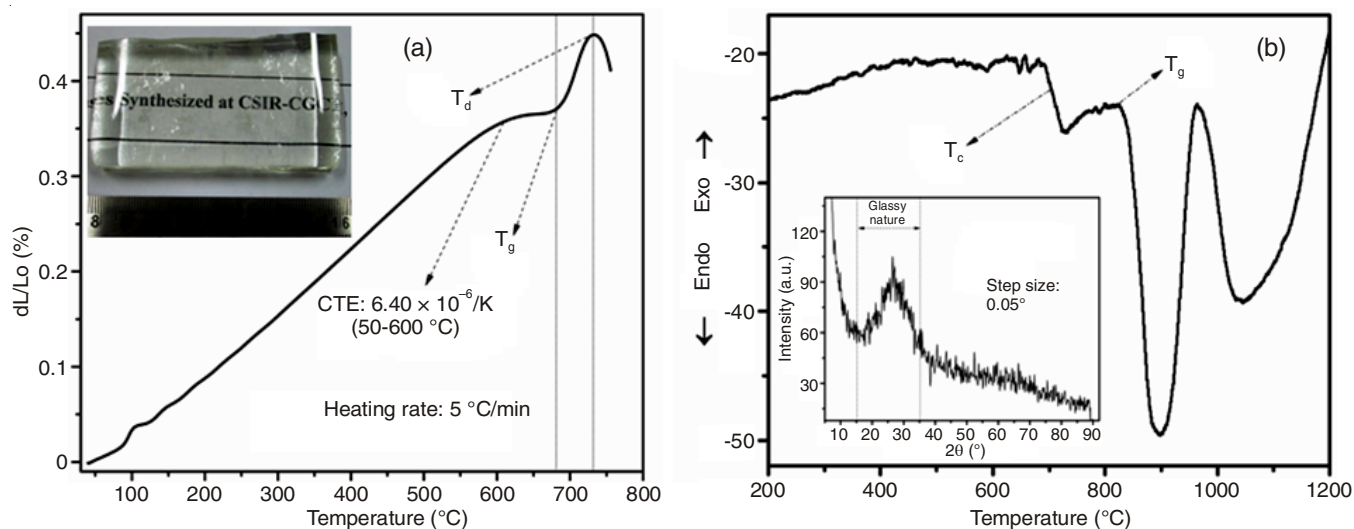 (a)
ses Synthesized at CSIR-CGC
8
16
T_d
T_g
CTE: 6.40 × 10⁻⁶/K
(50-600 °C)
Heating rate: 5 °C/min
dL/Lo (%)
0.4
0.3
0.2
0.1
0
100 200 300 400 500 600 700 800
Temperature (°C)
(b)
T_g
T_c
Endo Exo
-20
-30
-40
-50
200 400 600 800 1000 1200
Temperature (°C)
Glassy
nature
Step size:
0.05°
Intensity (a.u.)
120
90
60
30
10 20 30 40 50 60 70 80 90
2θ (°)